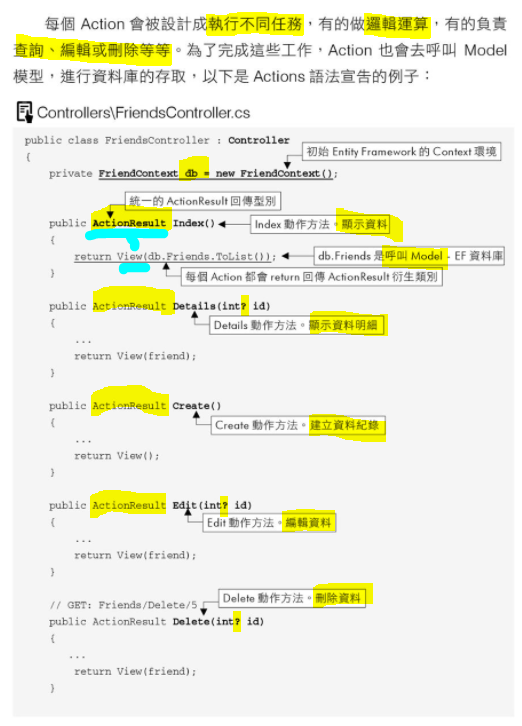 每個 Action 會被設計成執行不同任務，有的做邏輯運算，有的負責
查詢、編輯或刪除等等。為了完成這些工作，Action 也會去呼叫 Model
模型，進行資料庫的存取，以下是 Actions 語法宣告的例子：
Controllers\FriendsController.cs
public class FriendsController : Controller
{
初始 Entity Framework 的 Context 環境
private FriendContext db = new FriendContext();
統一的 ActionResult 回傳型別
public ActionResult Index()
Index 動作方法。顯示資料
{
return View(db.Friends.ToList());
db.Friends 是呼叫 Model - EF 資料庫
}
每個 Action 都會 return 回傳 ActionResult 衍生類別
public ActionResult Details(int? id)
{
Details 動作方法。顯示資料明細
...
return View(friend);
}
public ActionResult Create()
{
Create 動作方法。建立資料紀錄
...
return View();
}
public ActionResult Edit(int? id)
{
Edit 動作方法。編輯資料
...
return View(friend);
}
Delete 動作方法。刪除資料
// GET: Friends/Delete/5
public ActionResult Delete(int? id)
{
...
return View(friend);
}